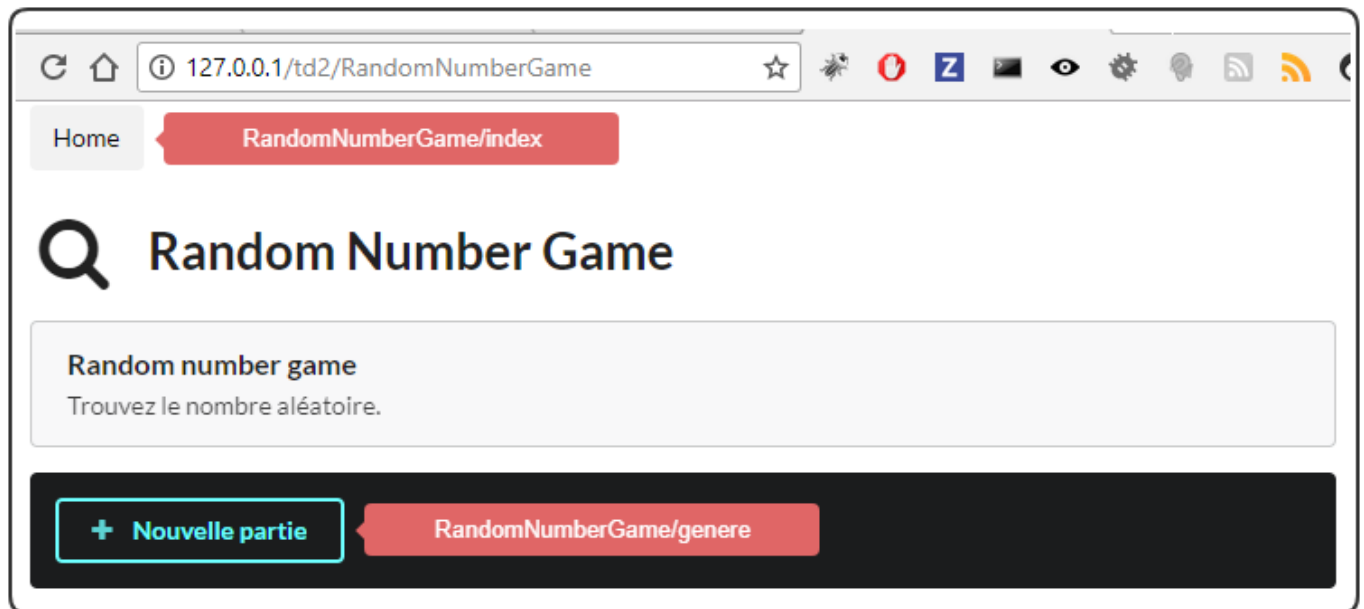 127.0.0.1/td2/RandomNumberGame
Z
Home
RandomNumberGame/index
Random Number Game
Random number game
Trouvez le nombre aléatoire.
Nouvelle partie
RandomNumberGame/genere